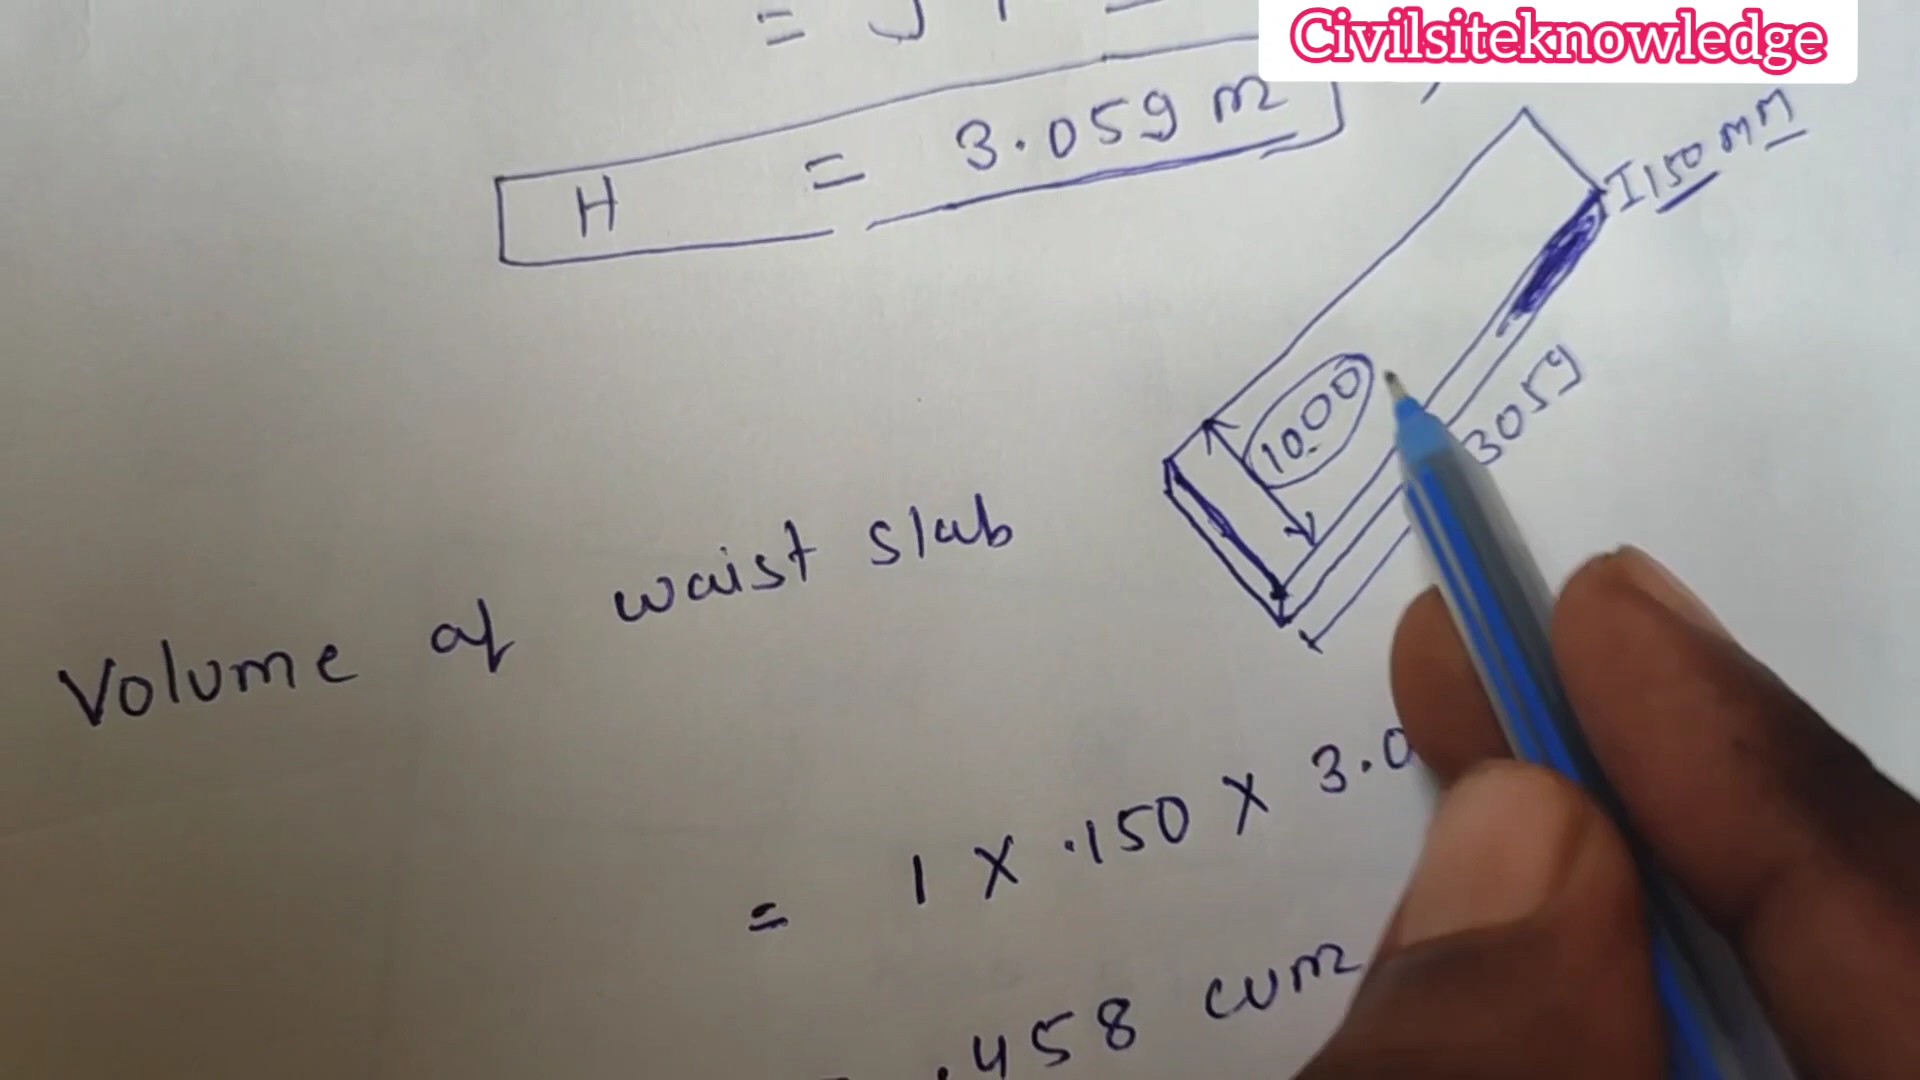 Civilsiteknowledge
H = 3.059 m
150 MM
1000
3059
Volume of waist slab
= 1 X .150 X 3.0
.458 cum